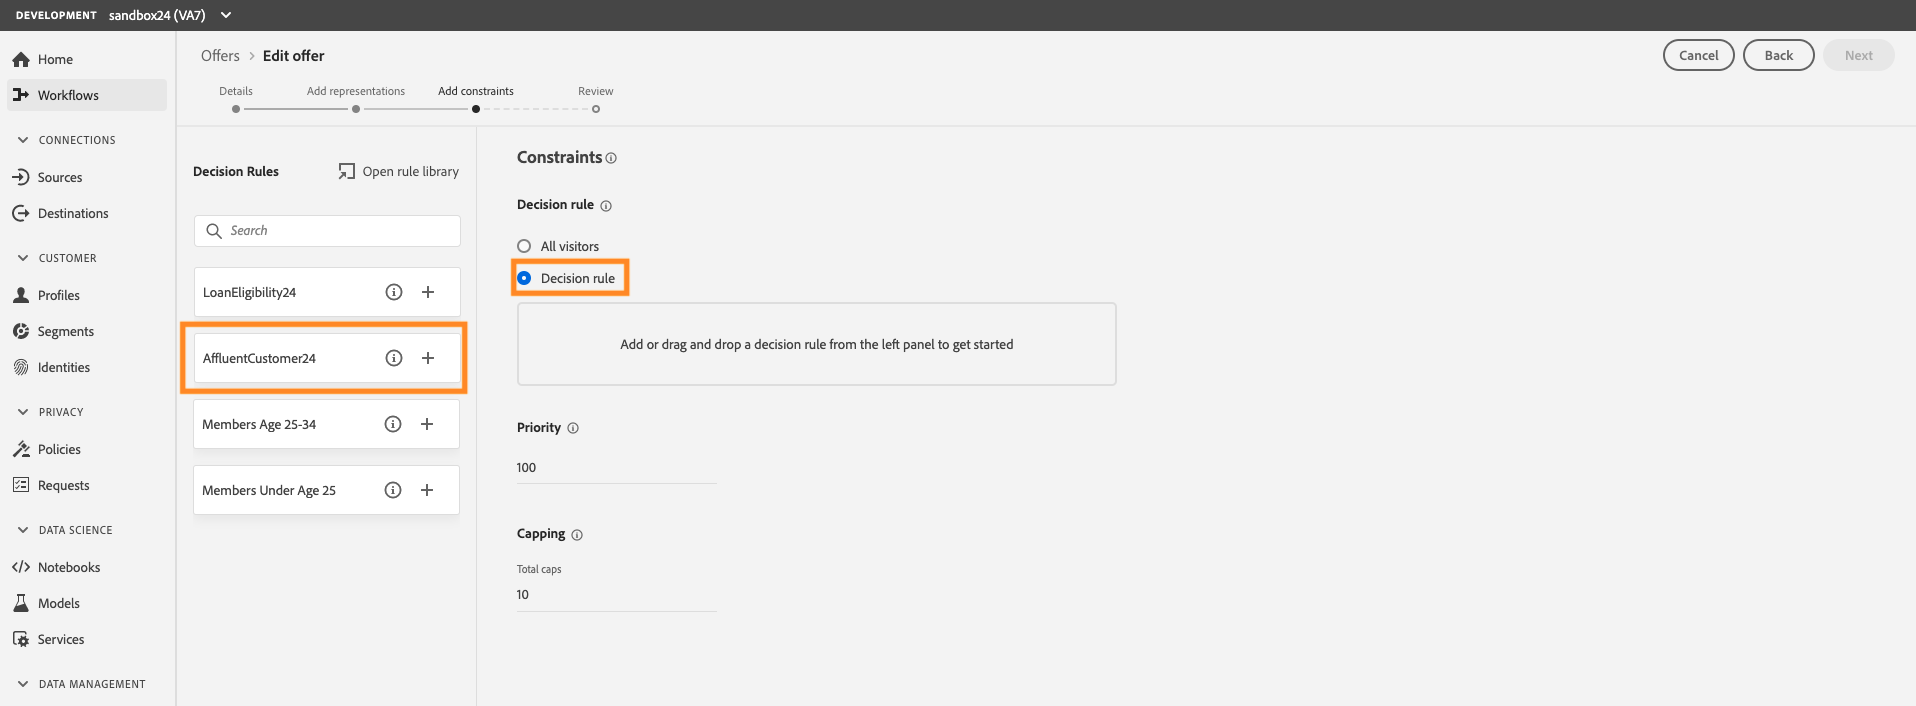 DEVELOPMENT sandbox24 (VA7)
Home
Workflows
CONNECTIONS
Sources
Destinations
CUSTOMER
Profiles
Segments
Identities
PRIVACY
Policies
Requests
DATA SCIENCE
Notebooks
Models
Services
DATA MANAGEMENT
Offers > Edit offer
Cancel Back Next
Details Add representations Add constraints Review
Decision Rules Open rule library
Search
LoanEligibility24
AffluentCustomer24
Members Age 25-34
Members Under Age 25
Constraints
Decision rule
All visitors
Decision rule
Add or drag and drop a decision rule from the left panel to get started
Priority
100
Capping
Total caps
10